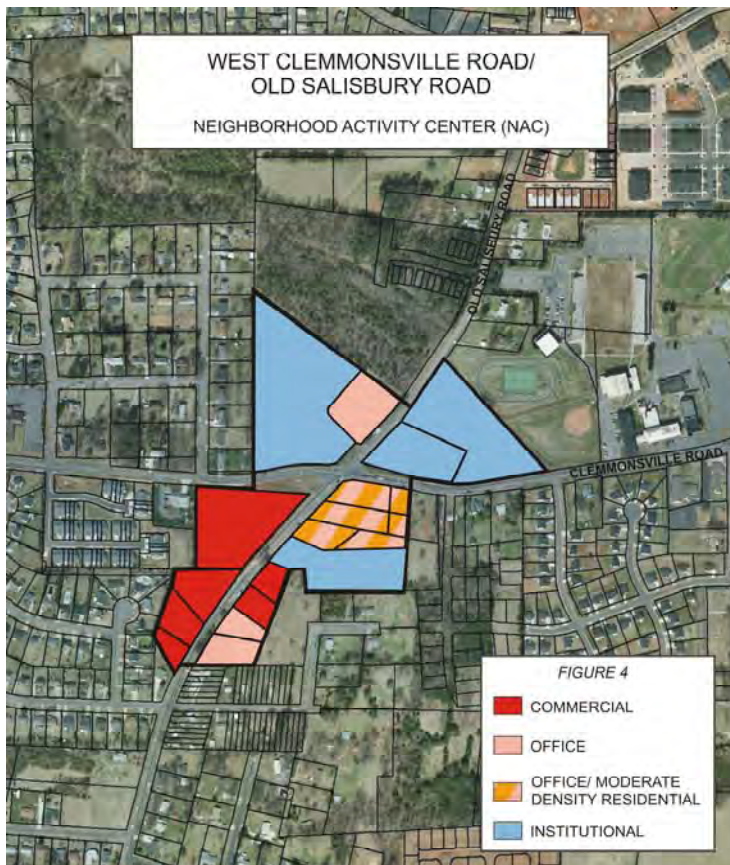 WEST CLEMMONSVILLE ROAD/
OLD SALISBURY ROAD
NEIGHBORHOOD ACTIVITY CENTER (NAC)
OLD SALISBURY ROAD
CLEMMONSVILLE ROAD
FIGURE 4
COMMERCIAL
OFFICE
OFFICE/ MODERATE
DENSITY RESIDENTIAL
INSTITUTIONAL